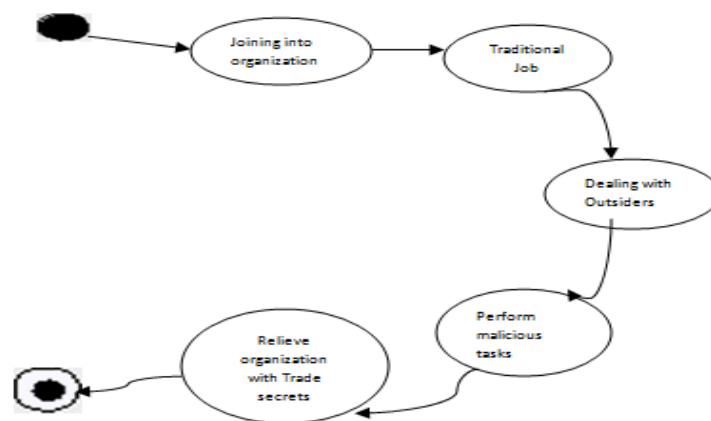 Joining into
organization
Traditional
Job
Dealing with
Outsiders
Perform
malicious
tasks
Relieve
organization
with Trade
secrets